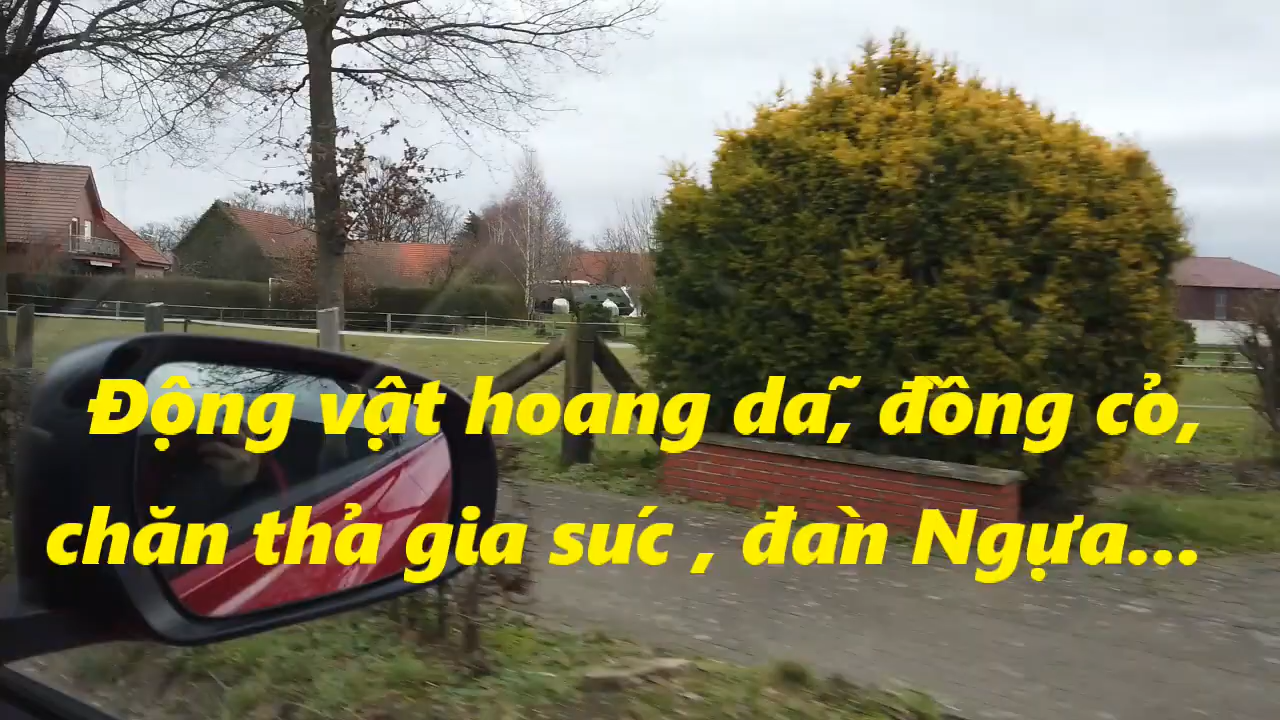 Động vật hoang dã, đồng cỏ,
chăn thả gia súc , đàn Ngựa...